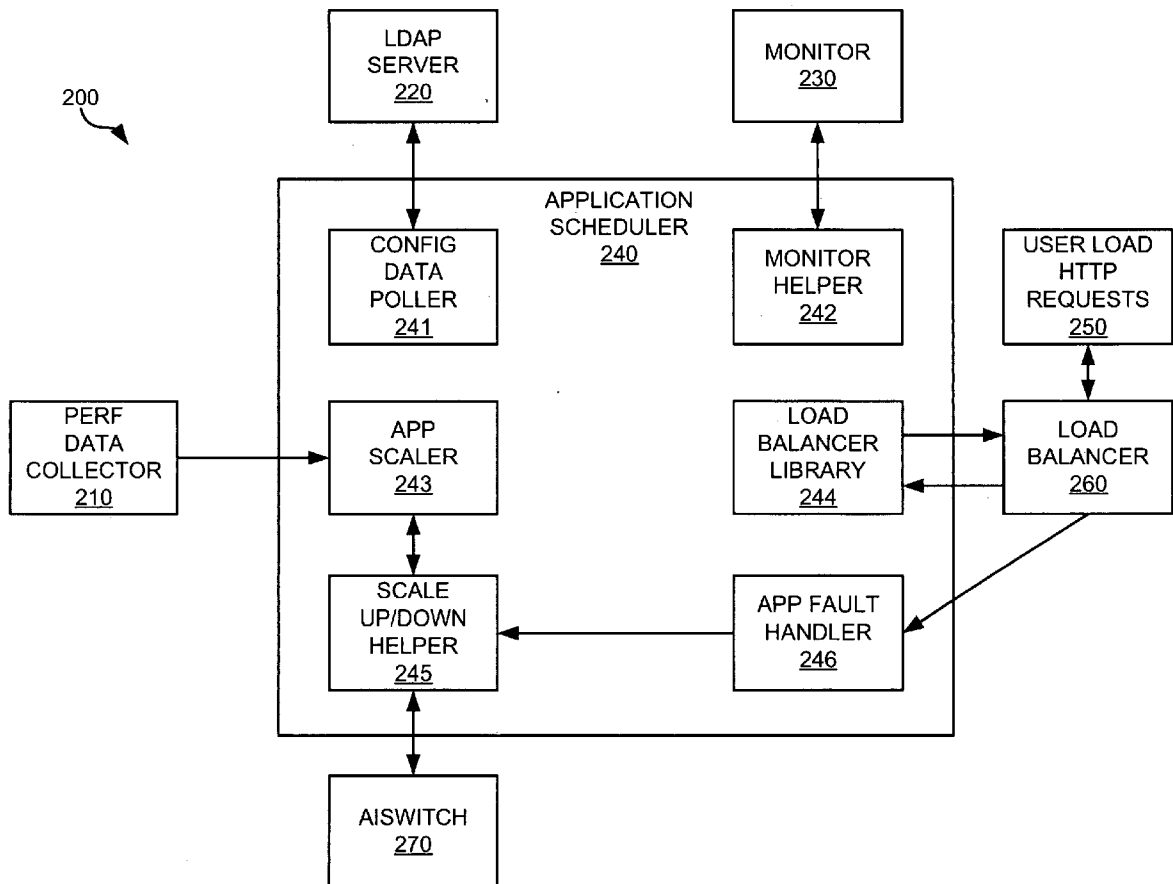 200
LDAP
SERVER
220
MONITOR
230
APPLICATION
SCHEDULER
240
CONFIG
DATA
POLLER
241
MONITOR
HELPER
242
USER LOAD
HTTP
REQUESTS
250
PERF
DATA
COLLECTOR
210
APP
SCALER
243
LOAD
BALANCER
LIBRARY
244
LOAD
BALANCER
260
SCALE
UP/DOWN
HELPER
245
APP FAULT
HANDLER
246
AISWITCH
270